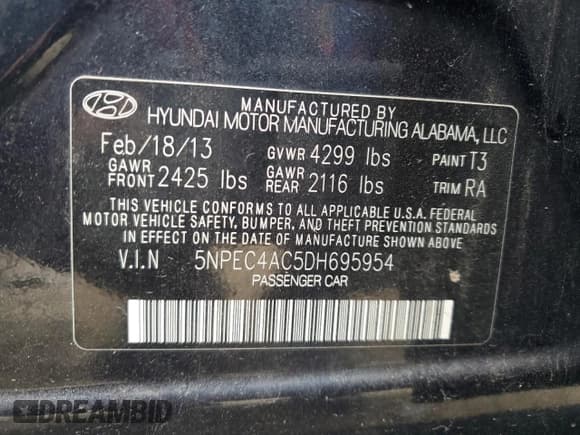 MANUFACTURED BY
HYUNDAI MOTOR MANUFACTURING ALABAMA, LLC
Feb/18/13 GVWR 4299 lbs PAINT T3
GAWR FRONT 2425 lbs GAWR REAR 2116 lbs TRIM RA
THIS VEHICLE CONFORMS TO ALL APPLICABLE U.S.A. FEDERAL
MOTOR VEHICLE SAFETY, BUMPER, AND THEFT PREVENTION STANDARDS
IN EFFECT ON THE DATE OF MANUFACTURE SHOWN ABOVE
V.I.N 5NPEC4AC5DH695954
PASSENGER CAR
DREAMBID